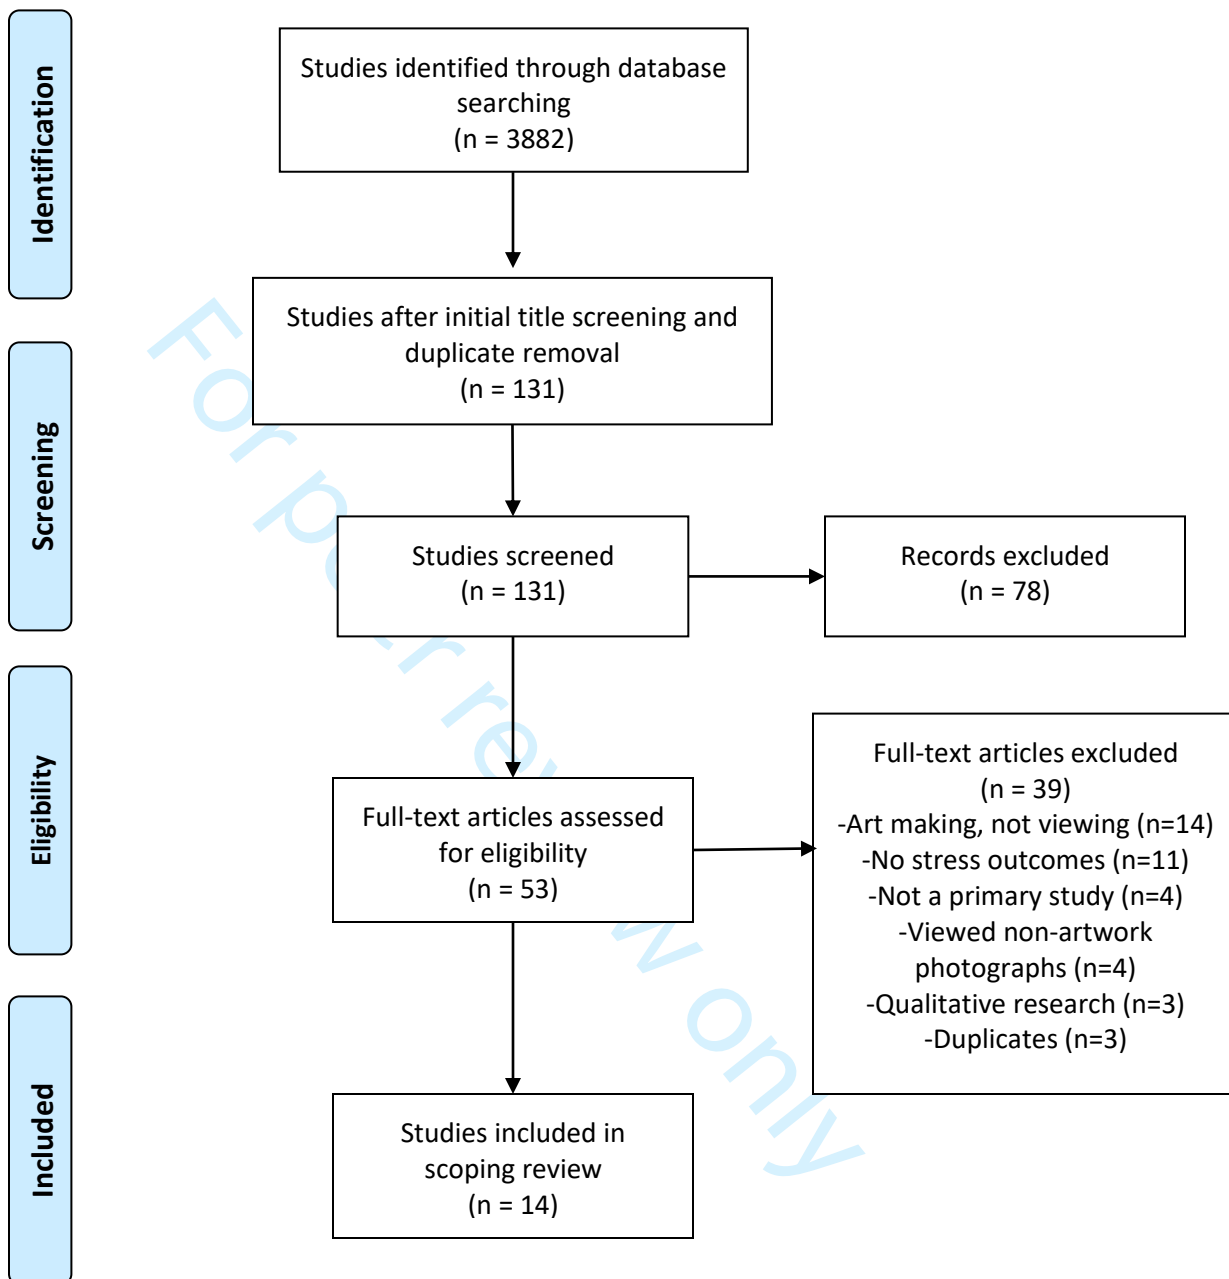 Identification
Studies identified through database
searching
(n = 3882)
Studies after initial title screening and
duplicate removal
(n = 131)
Screening
Studies screened
(n = 131)
Records excluded
(n = 78)
Eligibility
Full-text articles assessed
for eligibility
(n = 53)
Full-text articles excluded
(n = 39)
-Art making, not viewing (n=14)
-No stress outcomes (n=11)
-Not a primary study (n=4)
-Viewed non-artwork
photographs (n=4)
-Qualitative research (n=3)
-Duplicates (n=3)
Included
Studies included in
scoping review
(n = 14)
For peer review only